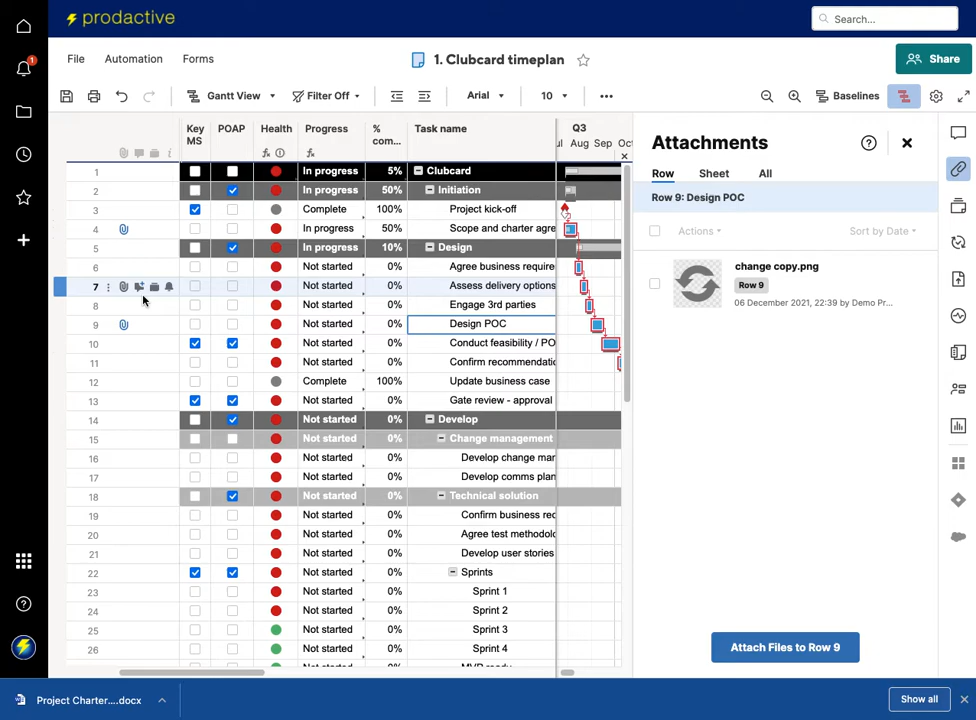 prodactive
Search...
File
Automation
Forms
1. Clubcard timeplan
Share
1
Gantt View
Filter Off
Arial
10
Baselines
Key MS
POAP
Health
Progress
% com...
Task name
Q3
Aug Sep
1 In progress 5% Clubcard
2 In progress 50% Initiation
3 Complete 100% Project kick-off
4 In progress 50% Scope and charter agre
5 In progress 10% Design
6 Not started 0% Agree business require
7 Not started 0% Assess delivery options
8 Not started 0% Engage 3rd parties
9 Not started 0% Design POC
10 Not started 0% Conduct feasibility / PO
11 Not started 0% Confirm recommendatio
12 Complete 100% Update business case
13 Not started 0% Gate review - approval
14 Not started 0% Develop
15 Not started 0% Change management
16 Not started 0% Develop change mar
17 Not started 0% Develop comms plan
18 Not started 0% Technical solution
19 Not started 0% Confirm business rec
20 Not started 0% Agree test methodolo
21 Not started 0% Develop user stories
22 Not started 0% Sprints
23 Not started 0% Sprint 1
24 Not started 0% Sprint 2
25 Not started 0% Sprint 3
26 Not started 0% Sprint 4
Attachments
Row Sheet All
Row 9: Design POC
Actions
Sort by Date
change copy.png
Row 9
06 December 2021, 22:39 by Demo Pr...
Attach Files to Row 9
Project Charter....docx
Show all